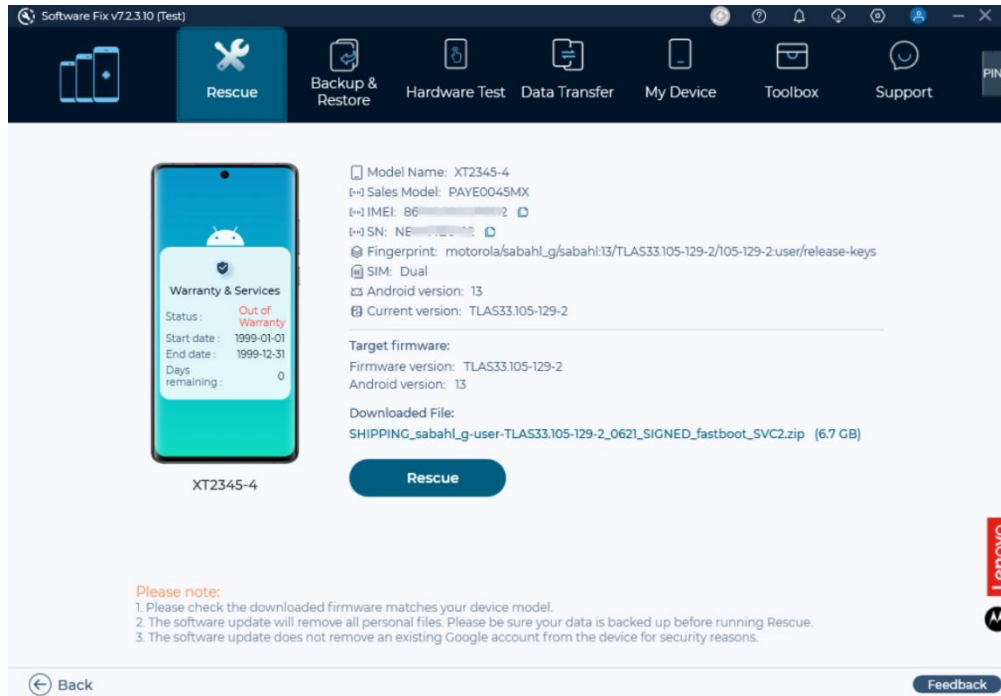 Software Fix v7.2.3.10 (Test)
Rescue
Backup &
Restore
Hardware Test
Data Transfer
My Device
Toolbox
Support
PIN
Model Name: XT2345-4
Sales Model: PAYE0045MX
IMEI: 86 2
SN: NE
Fingerprint: motorola/sabahl_g/sabahl:13/TLAS33.105-129-2/105-129-2:user/release-keys
SIM: Dual
Android version: 13
Current version: TLAS33.105-129-2
Warranty & Services
Status : Out of
Warranty
Start date : 1999-01-01
End date : 1999-12-31
Days
remaining : 0
XT2345-4
Target firmware:
Firmware version: TLAS33.105-129-2
Android version: 13
Downloaded File:
SHIPPING_sabahl_g-user-TLAS33.105-129-2_0621_SIGNED_fastboot_SVC2.zip (6.7 GB)
Rescue
Please note:
1. Please check the downloaded firmware matches your device model.
2. The software update will remove all personal files. Please be sure your data is backed up before running Rescue.
3. The software update does not remove an existing Google account from the device for security reasons.
Back
Feedback